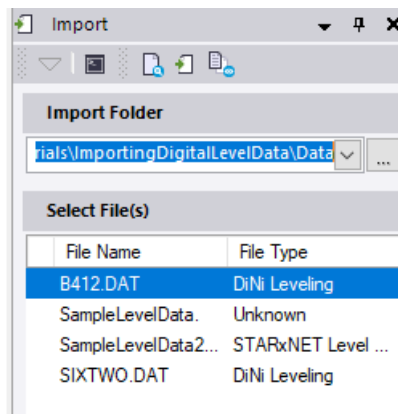 Import
Import Folder
rials\ImportingDigitalLevelData\Data
...
Select File(s)
File Name File Type
B412.DAT DiNi Leveling
SampleLevelData. Unknown
SampleLevelData2... STARxNET Level ...
SIXTWO.DAT DiNi Leveling